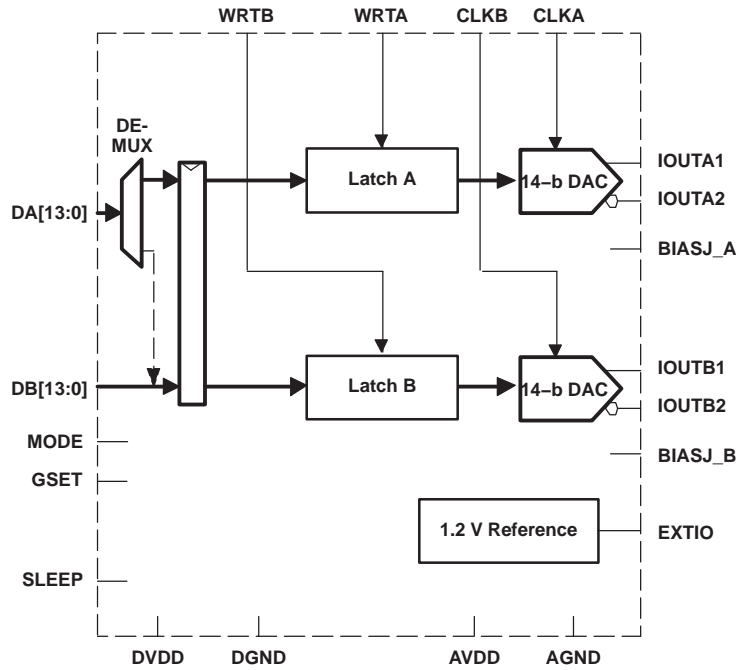 WRTB WRTA CLKB CLKA
DE-
MUX
Latch A
14–b DAC
IOUTA1
IOUTA2
DA[13:0]
BIASJ_A
DB[13:0]
Latch B
14–b DAC
IOUTB1
IOUTB2
MODE
BIASJ_B
GSET
1.2 V Reference
EXTIO
SLEEP
DVDD DGND AVDD AGND